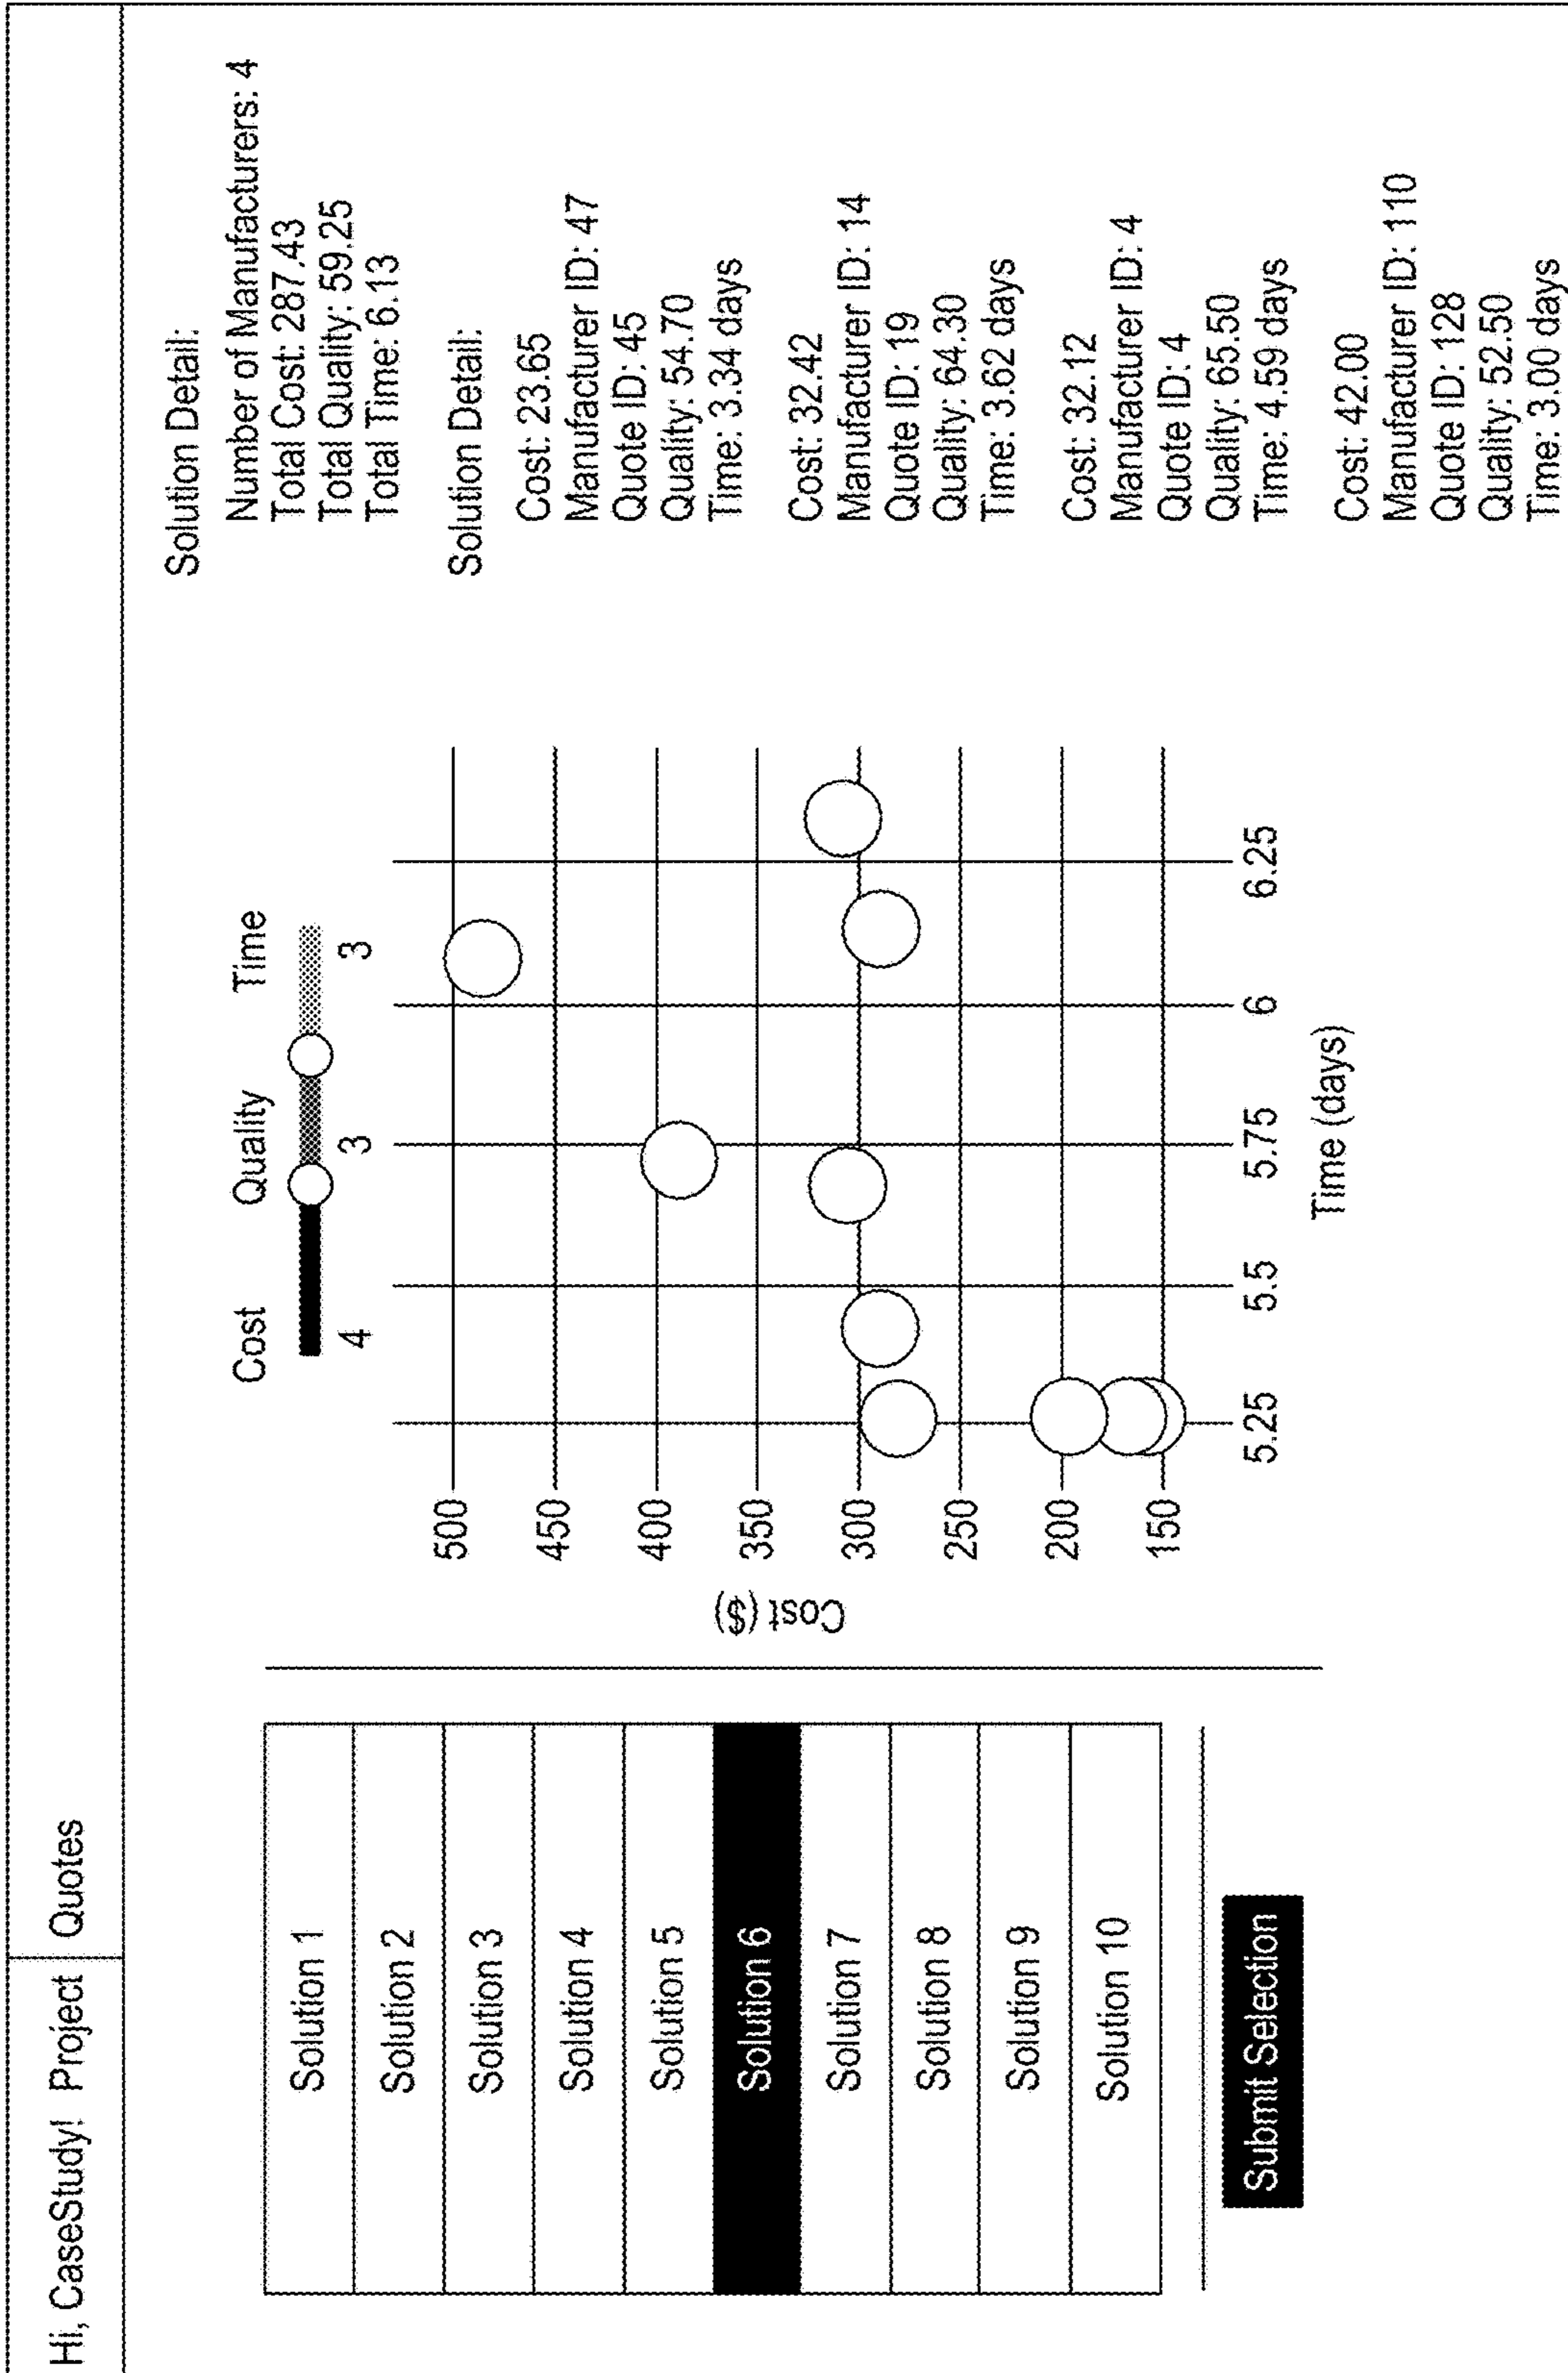 Hi, CaseStudy! Project Quotes
Solution 1
Solution 2
Solution 3
Solution 4
Solution 5
Solution 6
Solution 7
Solution 8
Solution 9
Solution 10
Submit Selection
Cost Quality Time
4 3 3
Cost ($)
500
450
400
350
300
250
200
150
5.25 5.5 5.75 6 6.25
Time (days)
Solution Detail:
Number of Manufacturers: 4
Total Cost: 287.43
Total Quality: 59.25
Total Time: 6.13
Solution Detail:
Cost: 23.65
Manufacturer ID: 47
Quote ID: 45
Quality: 54.70
Time: 3.34 days
Cost: 32.42
Manufacturer ID: 14
Quote ID: 19
Quality: 64.30
Time: 3.62 days
Cost: 32.12
Manufacturer ID: 4
Quote ID: 4
Quality: 65.50
Time: 4.59 days
Cost: 42.00
Manufacturer ID: 110
Quote ID: 128
Quality: 52.50
Time: 3.00 days